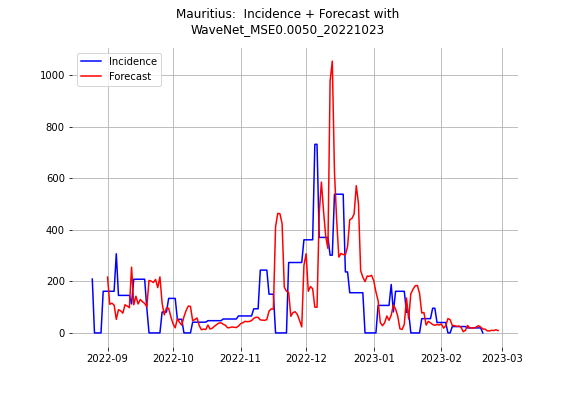 Mauritius:  Incidence + Forecast with
WaveNet_MSE0.0050_20221023
Incidence
Forecast
1000
800
600
400
200
0
2022-09 2022-10 2022-11 2022-12 2023-01 2023-02 2023-03